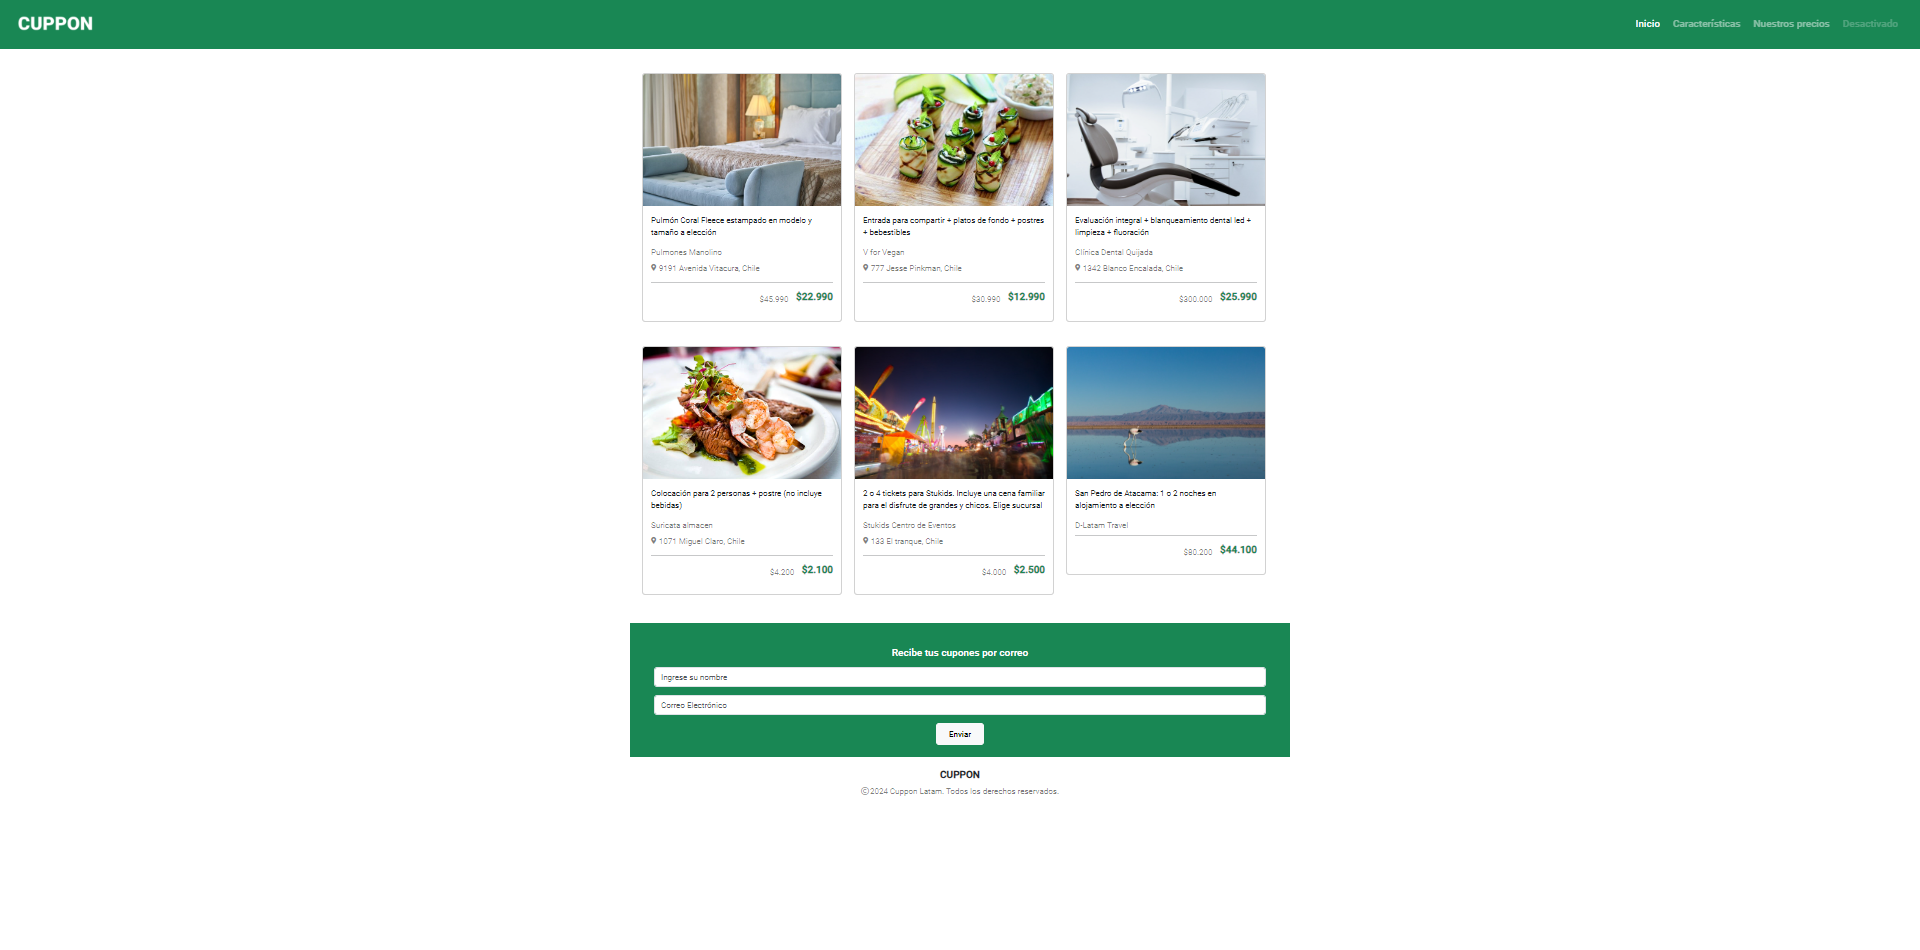 CUPPON
Inicio Características Nuestros precios Desactivado
Pulmón Coral Fleece estampado en modelo y
tamaño a elección
Pulmones Manolino
9191 Avenida Vitacura, Chile
$45.990 $22.990
Entrada para compartir + platos de fondo + postres
+ bebestibles
V for Vegan
777 Jesse Pinkman, Chile
$30.990 $12.990
Evaluación integral + blanqueamiento dental led +
limpieza + fluoración
Clínica Dental Quijada
1342 Blanco Encalada, Chile
$300.000 $25.990
Colocación para 2 personas + postre (no incluye
bebidas)
Suricata almacen
1071 Miguel Claro, Chile
$4.200 $2.100
2 o 4 tickets para Stukids. Incluye una cena familiar
para el disfrute de grandes y chicos. Elige sucursal
Stukids Centro de Eventos
133 El tranque, Chile
$4.000 $2.500
San Pedro de Atacama: 1 o 2 noches en
alojamiento a elección
D-Latam Travel
$80.200 $44.100
Recibe tus cupones por correo
Ingrese su nombre
Correo Electrónico
Enviar
CUPPON
©2024 Cuppon Latam. Todos los derechos reservados.